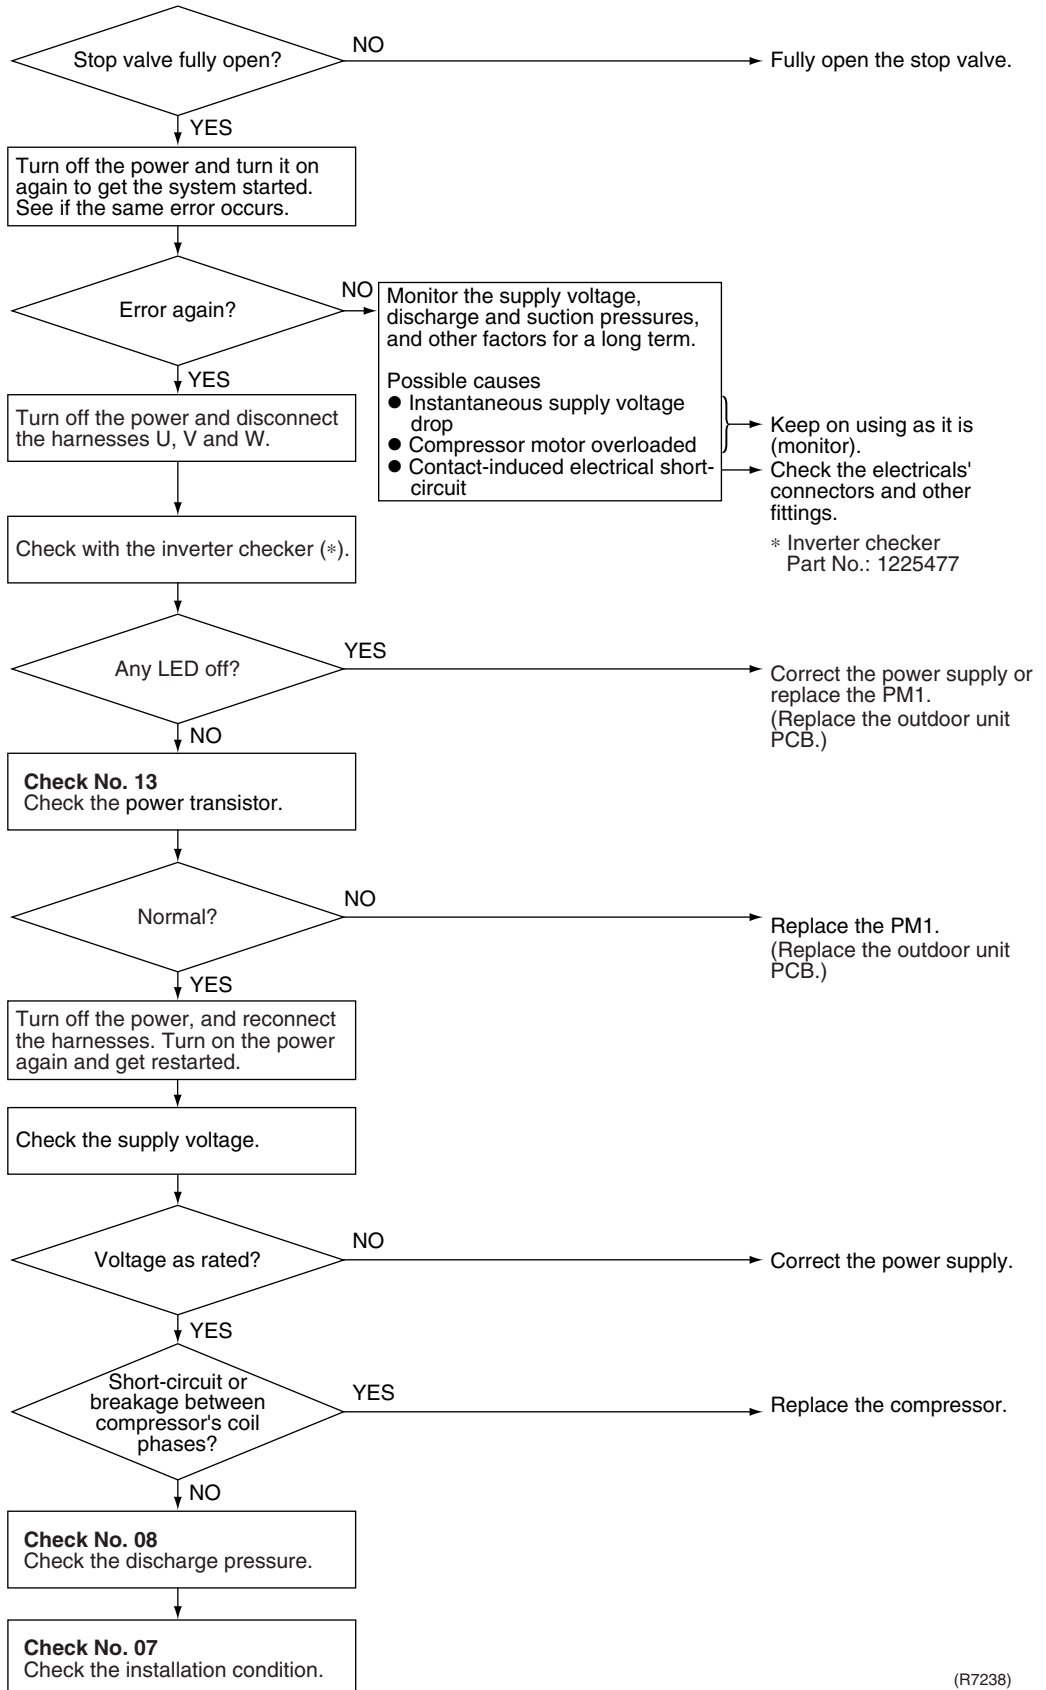 Stop valve fully open?
NO
Fully open the stop valve.
YES
Turn off the power and turn it on
again to get the system started.
See if the same error occurs.
Error again?
NO
Monitor the supply voltage,
discharge and suction pressures,
and other factors for a long term.
Possible causes
● Instantaneous supply voltage
drop
● Compressor motor overloaded
● Contact-induced electrical short-
circuit
Keep on using as it is
(monitor).
Check the electricals'
connectors and other
fittings.
* Inverter checker
Part No.: 1225477
YES
Turn off the power and disconnect
the harnesses U, V and W.
Check with the inverter checker (*).
Any LED off?
YES
Correct the power supply or
replace the PM1.
(Replace the outdoor unit
PCB.)
NO
Check No. 13
Check the power transistor.
Normal?
NO
Replace the PM1.
(Replace the outdoor unit
PCB.)
YES
Turn off the power, and reconnect
the harnesses. Turn on the power
again and get restarted.
Check the supply voltage.
Voltage as rated?
NO
Correct the power supply.
YES
Short-circuit or
breakage between
compressor's coil
phases?
YES
Replace the compressor.
NO
Check No. 08
Check the discharge pressure.
Check No. 07
Check the installation condition.
(R7238)